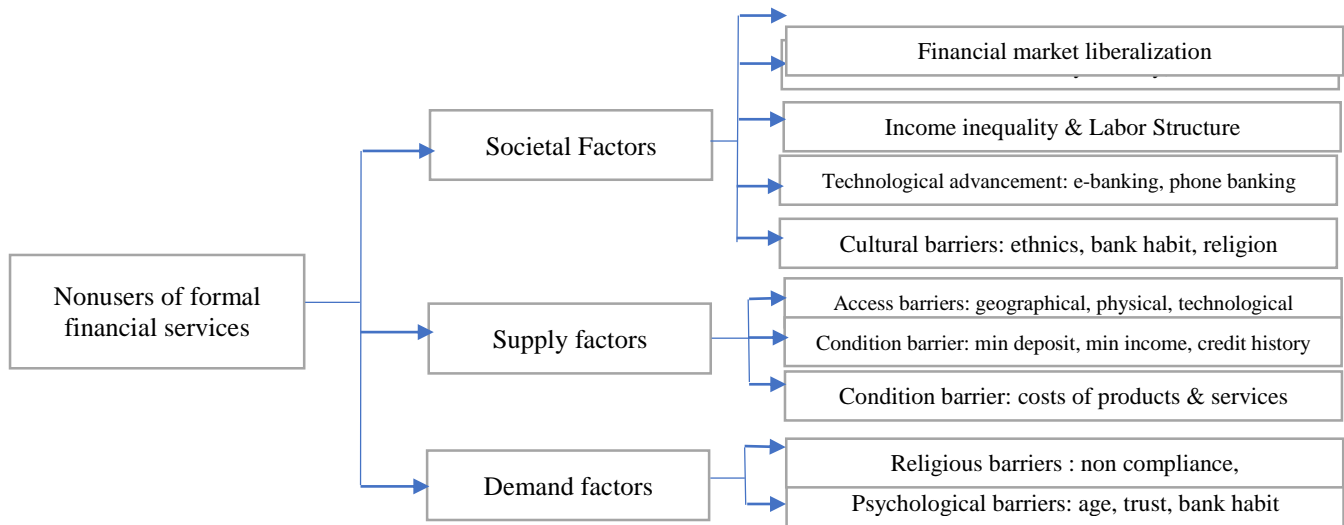 Financial market liberalization
Income inequality & Labor Structure
Societal Factors
Technological advancement: e-banking, phone banking
Cultural barriers: ethnics, bank habit, religion
Nonusers of formal
financial services
Access barriers: geographical, physical, technological
Supply factors
Condition barrier: min deposit, min income, credit history
Condition barrier: costs of products & services
Religious barriers : non compliance,
Demand factors
Psychological barriers: age, trust, bank habit